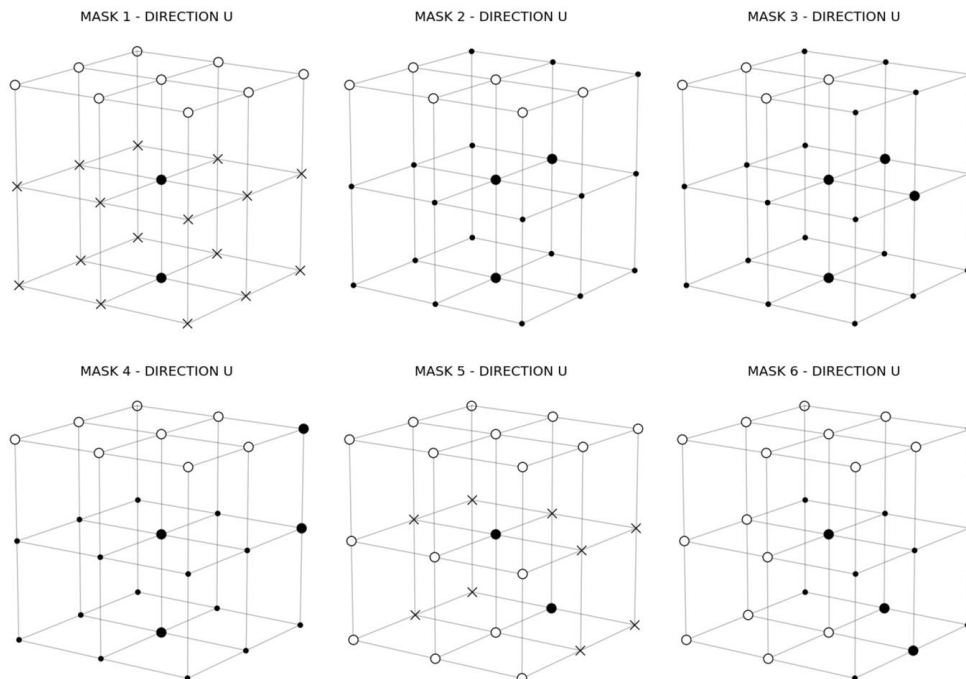 MASK 1 - DIRECTION U
MASK 2 - DIRECTION U
MASK 3 - DIRECTION U
MASK 4 - DIRECTION U
MASK 5 - DIRECTION U
MASK 6 - DIRECTION U